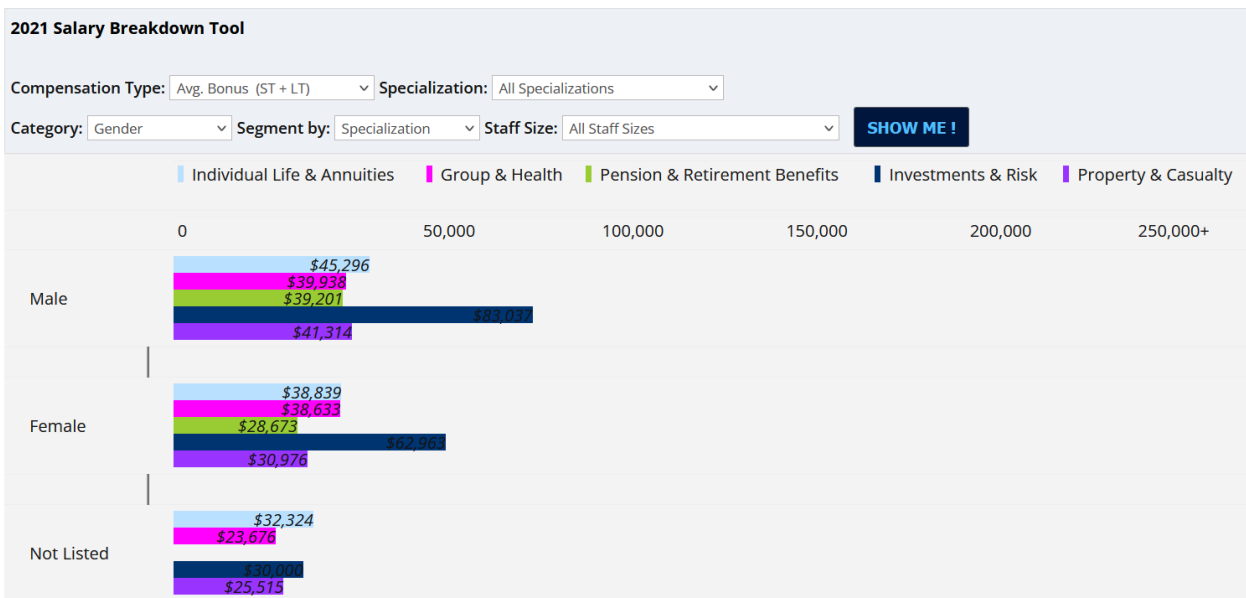 2021 Salary Breakdown Tool
Compensation Type: Avg. Bonus (ST + LT) Specialization: All Specializations
Category: Gender Segment by: Specialization Staff Size: All Staff Sizes SHOW ME !
Individual Life & Annuities Group & Health Pension & Retirement Benefits Investments & Risk Property & Casualty
0 50,000 100,000 150,000 200,000 250,000+
$45,296
$39,938
Male $39,201
$83,037
$41,314
$38,839
$38,633
Female $28,673
$62,963
$30,976
$32,324
$23,676
Not Listed
$30,000
$25,515